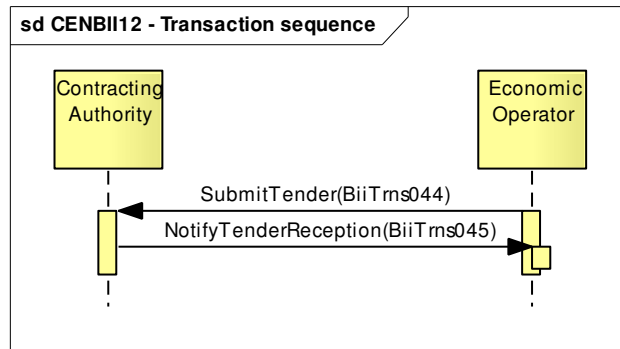 sd CENBII12 - Transaction sequence
Contracting
Authority
Economic
Operator
SubmitTender(BiiTrns044)
NotifyTenderReception(BiiTrns045)